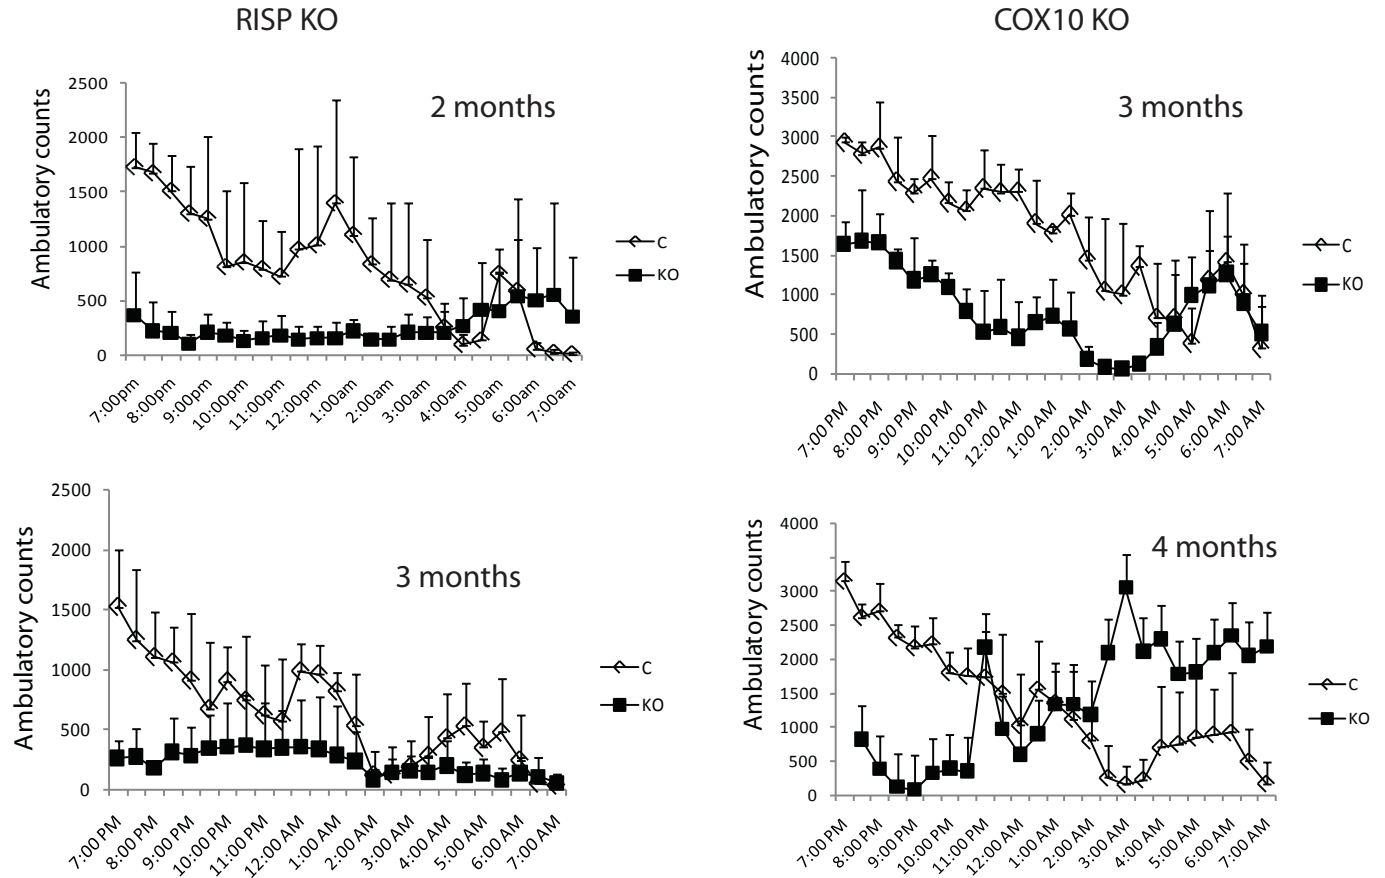 RISP KO
COX10 KO
2 months
Ambulatory counts
2500
2000
1500
1000
500
0
7:00pm
8:00pm
9:00pm
10:00pm
11:00pm
12:00pm
1:00am
2:00am
3:00am
4:00am
5:00am
6:00am
7:00am
C
KO
3 months
Ambulatory counts
4000
3500
3000
2500
2000
1500
1000
500
0
7:00 PM
8:00 PM
9:00 PM
10:00 PM
11:00 PM
12:00 AM
1:00 AM
2:00 AM
3:00 AM
4:00 AM
5:00 AM
6:00 AM
7:00 AM
C
KO
3 months
Ambulatory counts
2500
2000
1500
1000
500
0
7:00 PM
8:00 PM
9:00 PM
10:00 PM
11:00 PM
12:00 AM
1:00 AM
2:00 AM
3:00 AM
4:00 AM
5:00 AM
6:00 AM
7:00 AM
C
KO
4 months
Ambulatory counts
4000
3500
3000
2500
2000
1500
1000
500
0
7:00 PM
8:00 PM
9:00 PM
10:00 PM
11:00 PM
12:00 AM
1:00 AM
2:00 AM
3:00 AM
4:00 AM
5:00 AM
6:00 AM
7:00 AM
C
KO